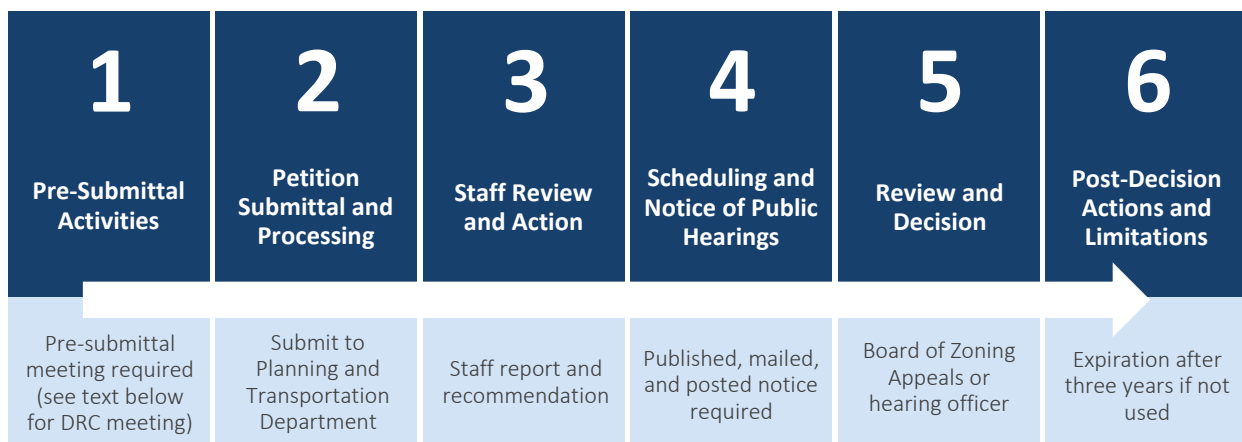 1
Pre-Submittal
Activities
2
Petition
Submittal and
Processing
3
Staff Review
and Action
4
Scheduling and
Notice of Public
Hearings
5
Review and
Decision
6
Post-Decision
Actions and
Limitations
Pre-submittal
meeting required
(see text below
for DRC meeting)
Submit to
Planning and
Transportation
Department
Staff report and
recommendation
Published, mailed,
and posted notice
required
Board of Zoning
Appeals or
hearing officer
Expiration after
three years if not
used